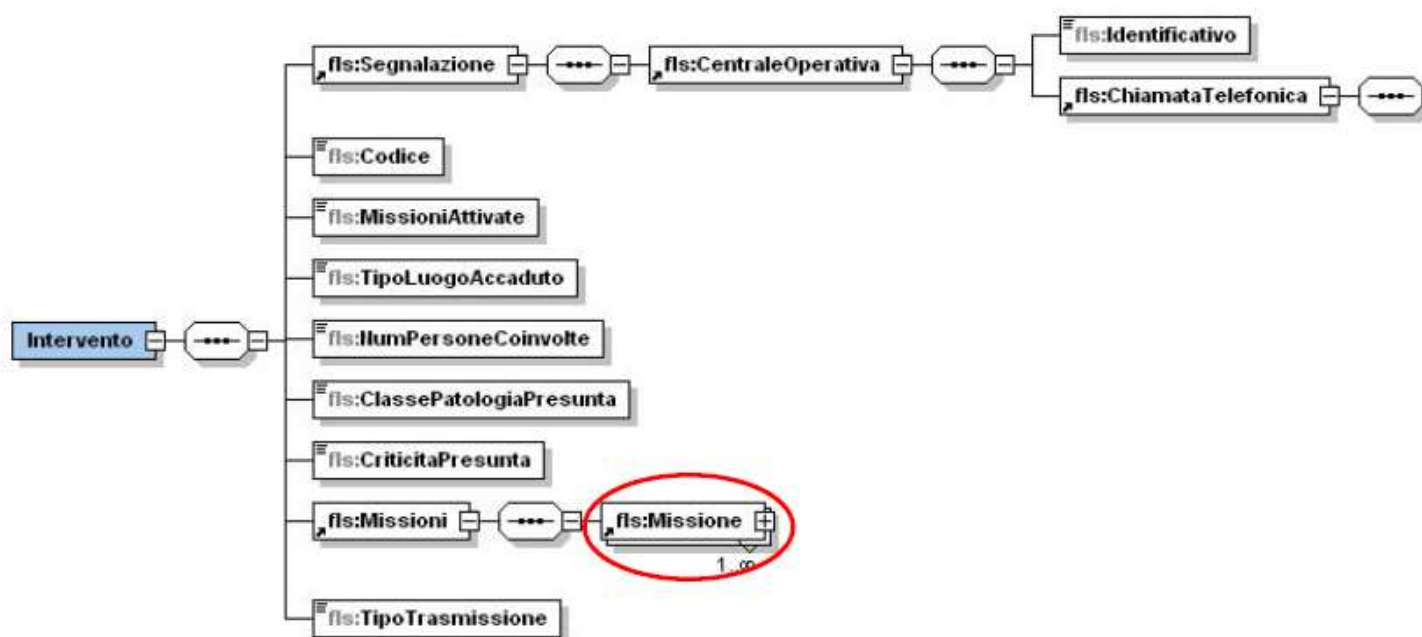 fls:Identificativo
fls:Segnalazione
fls:CentraleOperativa
fls:ChiamataTelefonica
fls:Codice
fls:MissioniAttivate
fls:TipoLuogoAccaduto
Intervento
fls:NumPersoneCoinvolte
fls:ClassePatologiaPresunta
fls:CriticitaPresunta
fls:Missioni
fls:Missione
1..∞
fls:TipoTrasmissione